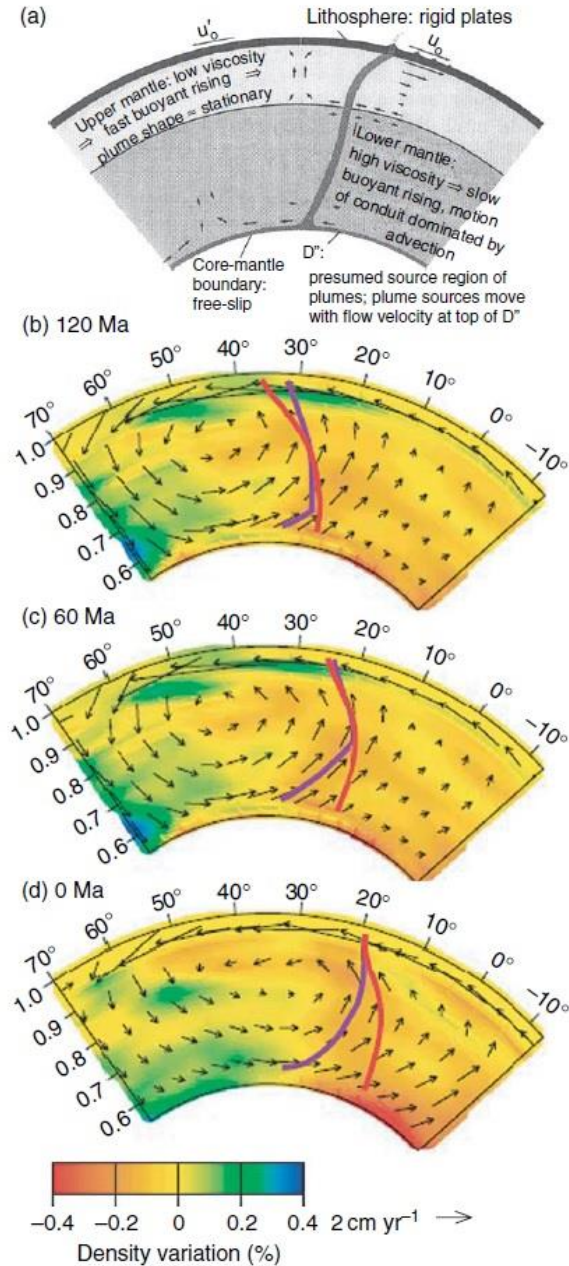 (a)
Lithosphere: rigid plates
u₀′
u₀
Upper mantle: low viscosity
⇒ fast buoyant rising ⇒
plume shape ≈ stationary
Lower mantle:
high viscosity ⇒ slow
buoyant rising, motion
of conduit dominated by
advection
Core-mantle
boundary:
free-slip
D":
presumed source region of
plumes; plume sources move
with flow velocity at top of D"
(b) 120 Ma
70° 60° 50° 40° 30° 20° 10° 0° –10°
1.0
0.9
0.8
0.7
0.6
(c) 60 Ma
70° 60° 50° 40° 30° 20° 10° 0° –10°
1.0
0.9
0.8
0.7
0.6
(d) 0 Ma
70° 60° 50° 40° 30° 20° 10° 0° –10°
1.0
0.9
0.8
0.7
0.6
–0.4 –0.2 0 0.2 0.4 2 cm yr⁻¹
Density variation (%)